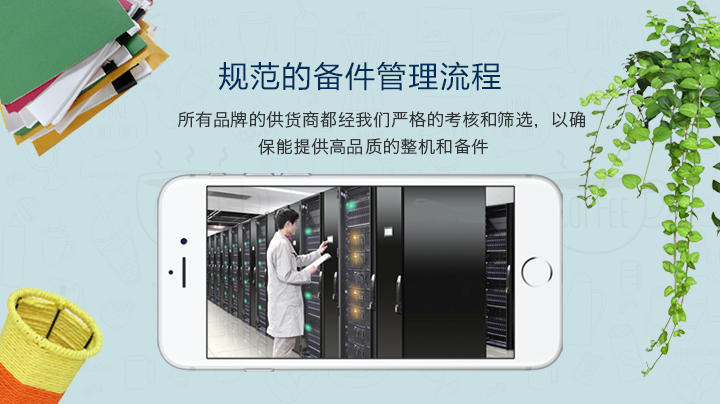 规范的备件管理流程
所有品牌的供货商都经我们严格的考核和筛选，以确
保能提供高品质的整机和备件
COFFEE